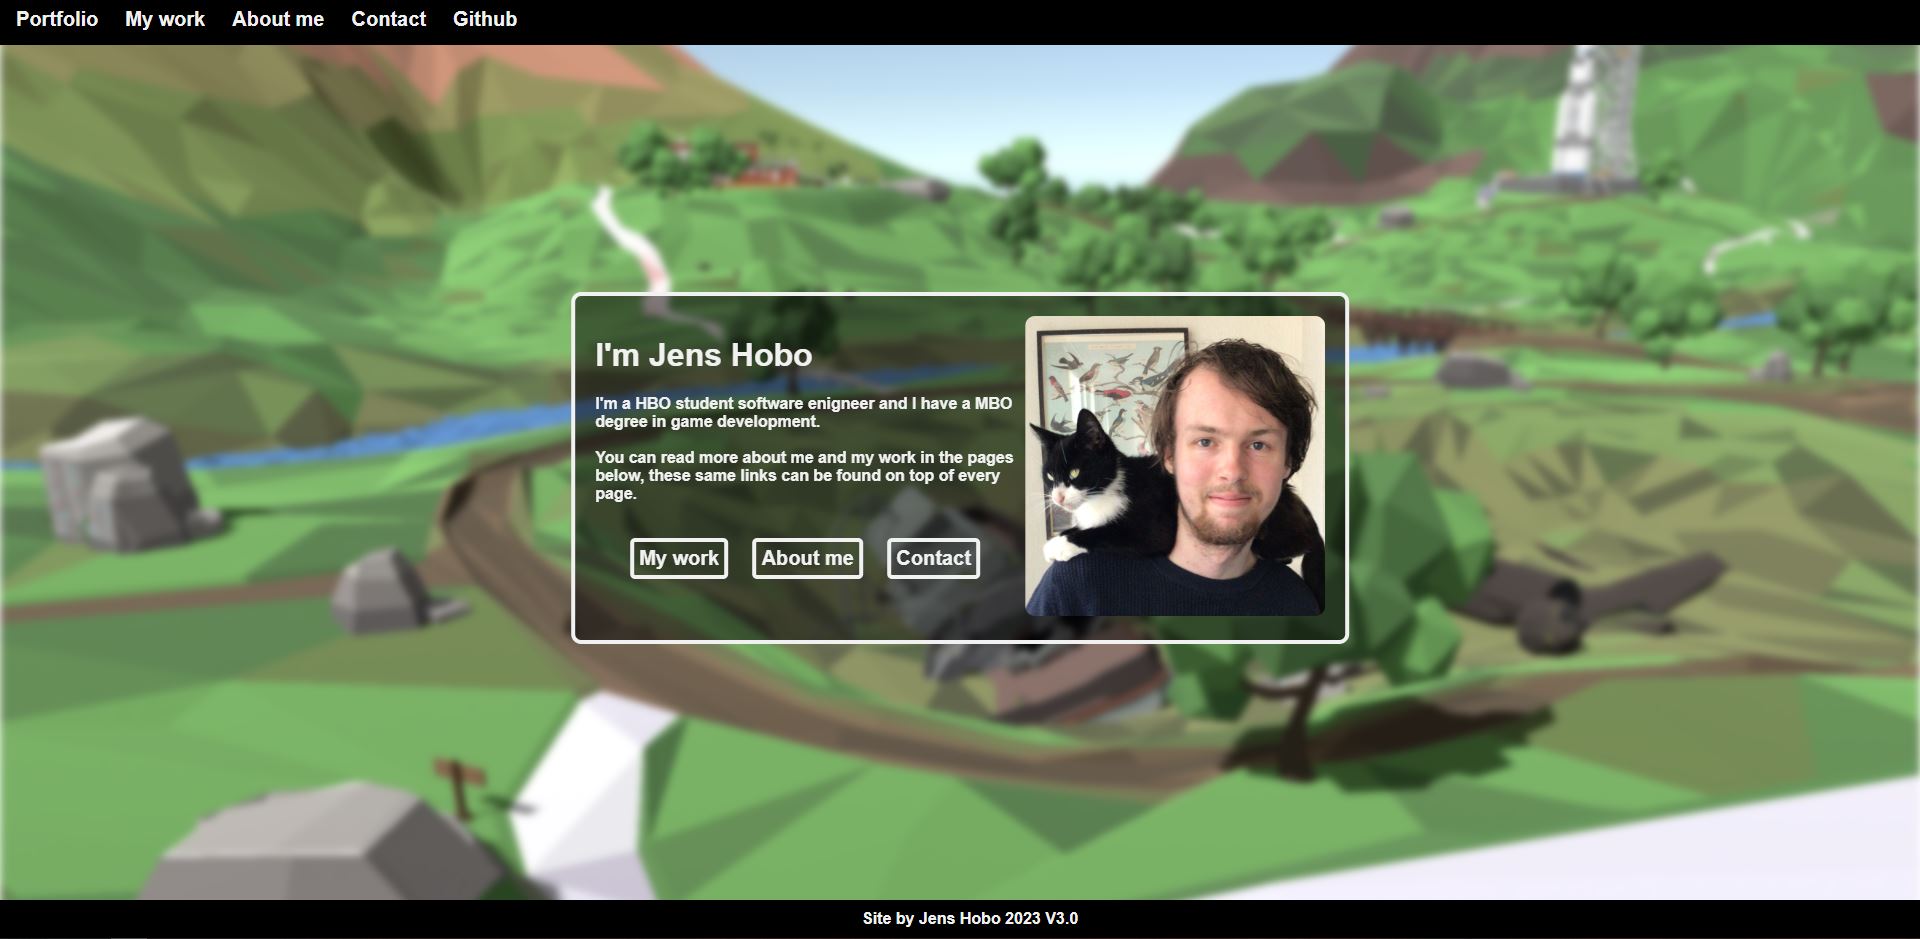 Portfolio My work About me Contact Github
I'm Jens Hobo
I'm a HBO student software enigneer and I have a MBO
degree in game development.
You can read more about me and my work in the pages
below, these same links can be found on top of every
page.
My work About me Contact
Site by Jens Hobo 2023 V3.0